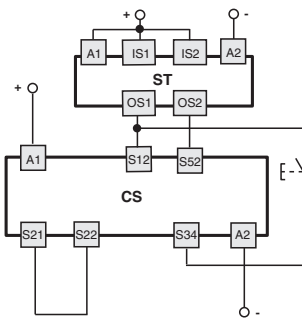 + -
A1 IS1 IS2 A2
ST
OS1 OS2
+
A1 S12 S52
CS
S21 S22 S34 A2
-